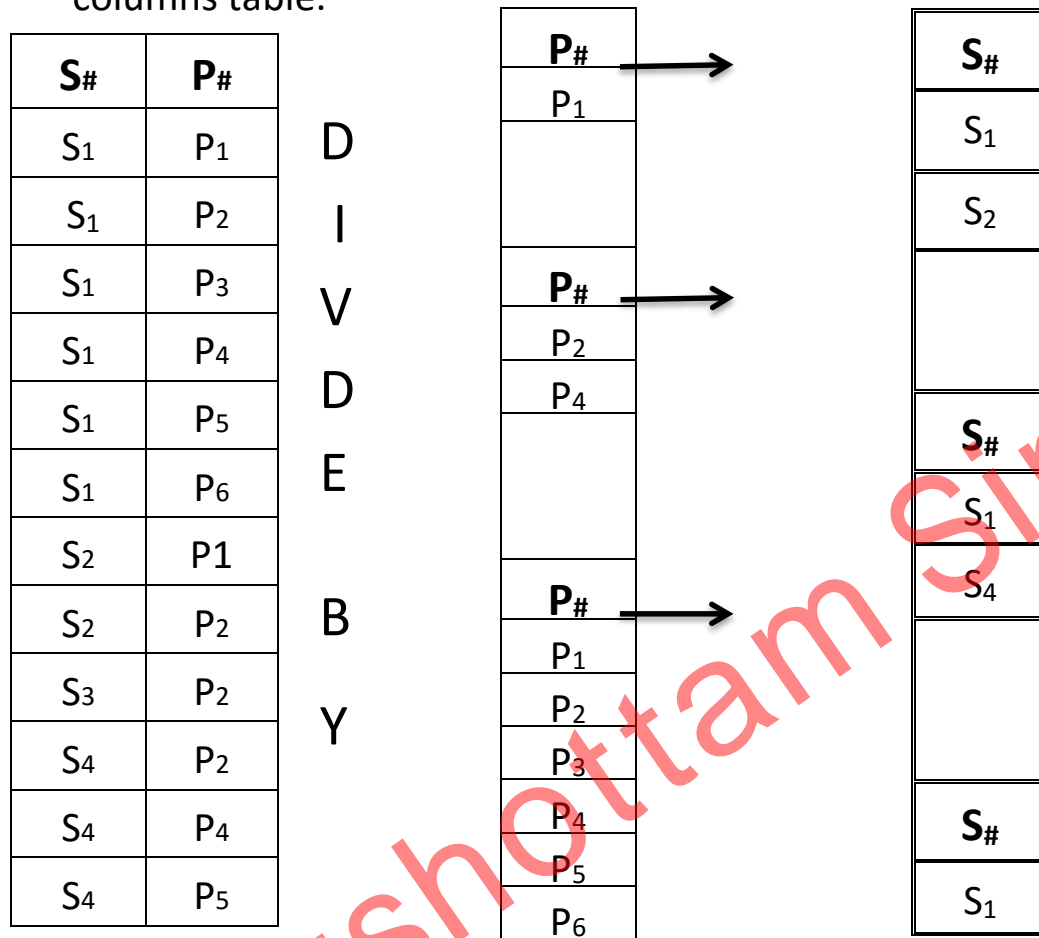 columns table.
S# P#
S1 P1
S1 P2
S1 P3
S1 P4
S1 P5
S1 P6
S2 P1
S2 P2
S3 P2
S4 P2
S4 P4
S4 P5
D
I
V
D
E
B
Y
P#
P1
P#
P2
P4
P#
P1
P2
P3
P4
P5
P6
S#
S1
S2
S#
S1
S4
S#
S1
shottam